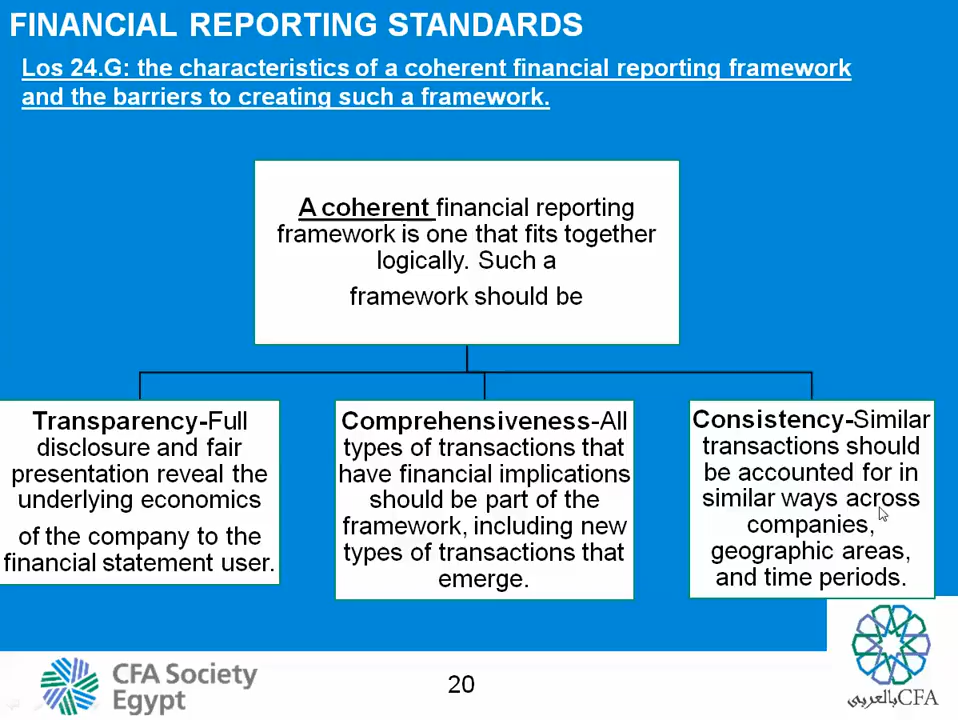 FINANCIAL REPORTING STANDARDS
Los 24.G: the characteristics of a coherent financial reporting framework
and the barriers to creating such a framework.
A coherent financial reporting
framework is one that fits together
logically. Such a
framework should be
Transparency-Full
disclosure and fair
presentation reveal the
underlying economics
of the company to the
financial statement user.
Comprehensiveness-All
types of transactions that
have financial implications
should be part of the
framework, including new
types of transactions that
emerge.
Consistency-Similar
transactions should
be accounted for in
similar ways across
companies,
geographic areas,
and time periods.
CFA Society
Egypt
20
CFA بالعربي